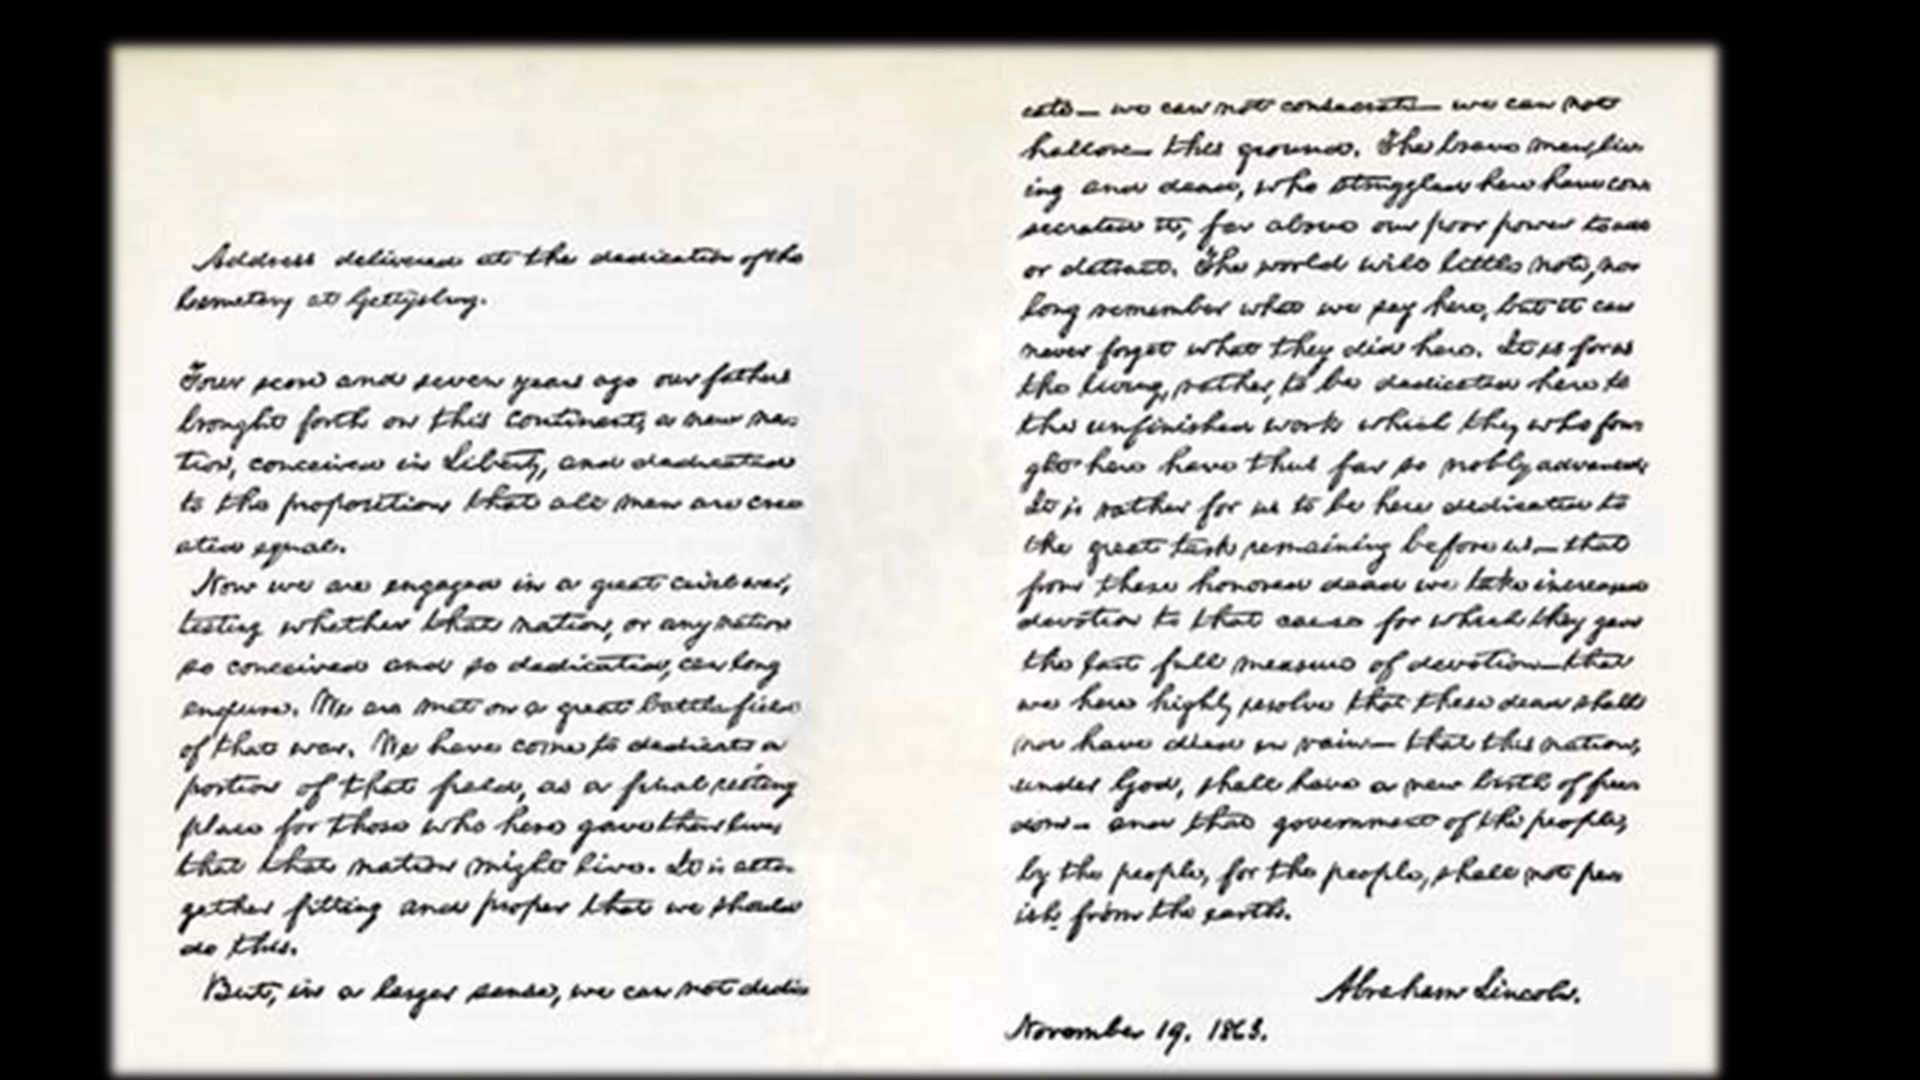 Address delivered at the dedication of the
Cemetery at Gettysburg.
Four score and seven years ago our fathers
brought forth on this continent, a new na-
tion, conceived in Liberty, and dedicated
to the proposition that all men are cre-
ated equal.
Now we are engaged in a great civil war,
testing whether that nation, or any nation
so conceived and so dedicated, can long
endure. We are met on a great battle-field
of that war. We have come to dedicate a
portion of that field, as a final resting
place for those who here gave their lives
that that nation might live. It is alto-
gether fitting and proper that we should
do this.
But, in a larger sense, we can not dedi-
cate— we can not consecrate— we can not
hallow— this ground. The brave men, liv-
ing and dead, who struggled here have con-
secrated it, far above our poor power to add
or detract. The world will little note, nor
long remember what we say here, but it can
never forget what they did here. It is for us
the living, rather, to be dedicated here to
the unfinished work which they who fou-
ght here have thus far so nobly advanced.
It is rather for us to be here dedicated to
the great task remaining before us— that
from these honored dead we take increased
devotion to that cause for which they gave
the last full measure of devotion— that
we here highly resolve that these dead shall
not have died in vain— that this nation,
under God, shall have a new birth of free-
dom— and that government of the people,
by the people, for the people, shall not per-
ish from the earth.
Abraham Lincoln.
November 19, 1863.